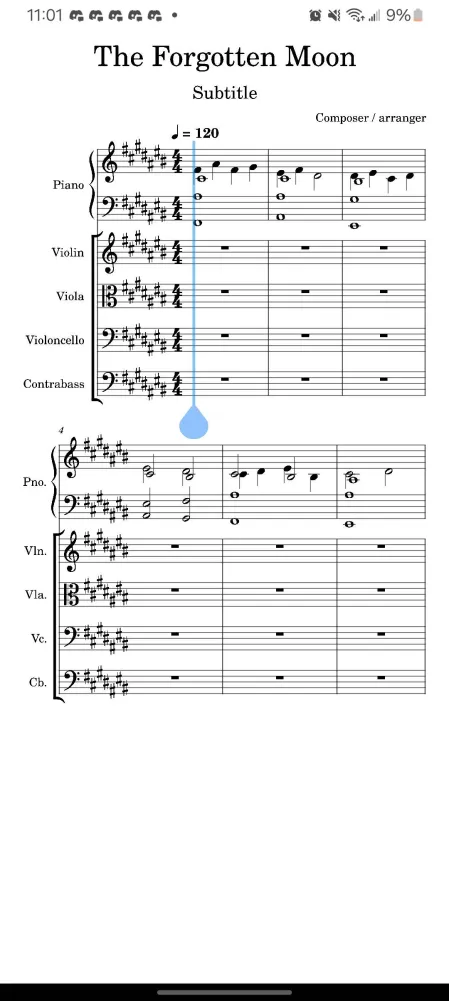 11:01 9%
The Forgotten Moon
Subtitle
Composer / arranger
♩ = 120
Piano
Violin
Viola
Violoncello
Contrabass
4
Pno.
Vln.
Vla.
Vc.
Cb.